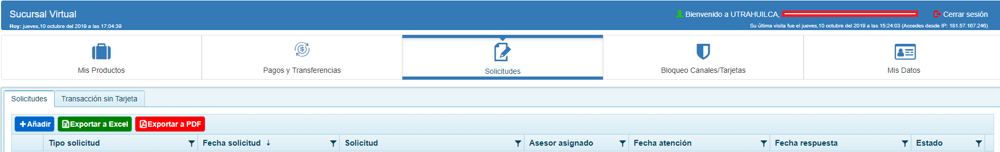 Sucursal Virtual
Bienvenido a UTRAHUILCA,
Cerrar sesión
Hoy: jueves,10 octubre del 2019 a las 17:04:39
Su última visita fue el jueves,10 octubre del 2019 a las 15:24:03 (Accedes desde IP: 181.57.167.246)
Mis Productos
Pagos y Transferencias
Solicitudes
Bloqueo Canales/Tarjetas
Mis Datos
Solicitudes
Transacción sin Tarjeta
Añadir
Exportar a Excel
Exportar a PDF
Tipo solicitud
Fecha solicitud
Solicitud
Asesor asignado
Fecha atención
Fecha respuesta
Estado